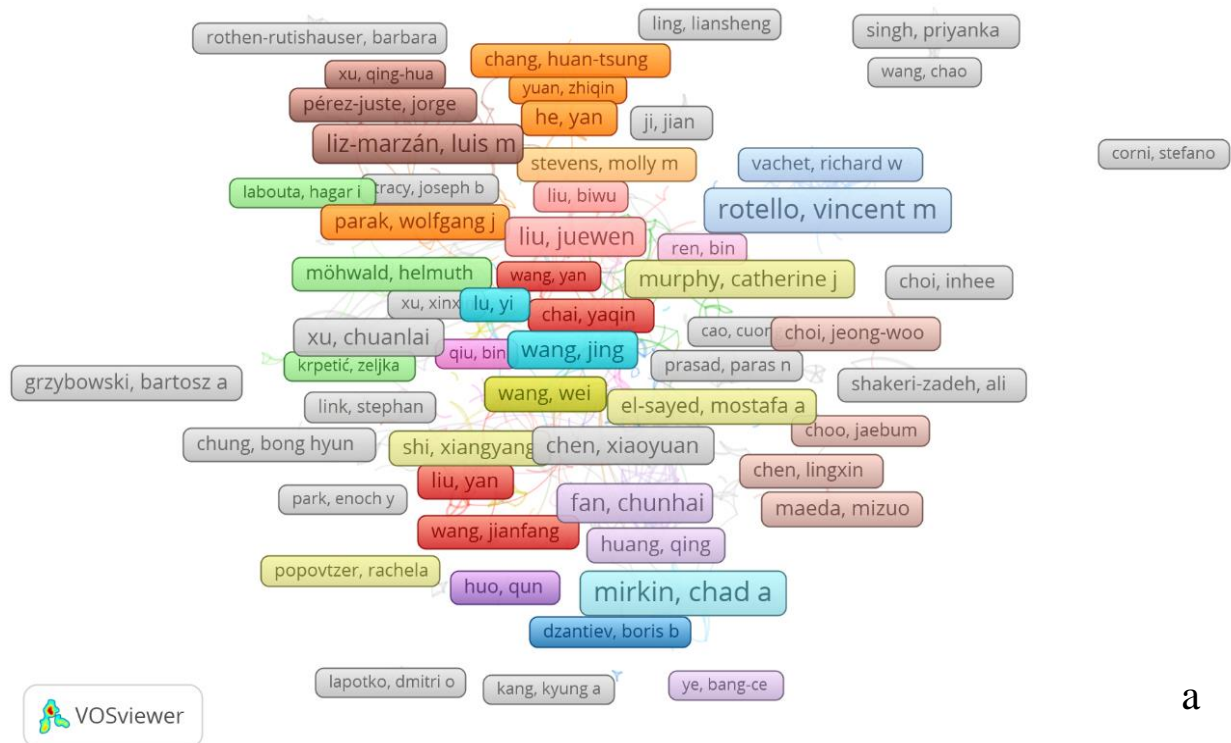 ling, liansheng
singh, priyanka
rothen-rutishauser, barbara
chang, huan-tsung
wang, chao
xu, qing-hua
yuan, zhiqin
pérez-juste, jorge
he, yan
ji, jian
liz-marzán, luis m
corni, stefano
stevens, molly m
vachet, richard w
labouta, hagar i
tracy, joseph b
liu, biwu
rotello, vincent m
parak, wolfgang j
liu, juewen
ren, bin
möhwald, helmuth
wang, yan
murphy, catherine j
choi, inhee
xu, xinx
lu, yi
chai, yaqin
xu, chuanlai
cao, cuon
choi, jeong-woo
qiu, bin
wang, jing
krpetić, zeljka
prasad, paras n
grzybowski, bartosz a
shakeri-zadeh, ali
wang, wei
link, stephan
el-sayed, mostafa a
choo, jaebum
chung, bong hyun
shi, xiangyang
chen, xiaoyuan
chen, lingxin
liu, yan
park, enoch y
fan, chunhai
maeda, mizuo
wang, jianfang
huang, qing
popovtzer, rachela
huo, qun
mirkin, chad a
dzantiev, boris b
lapotko, dmitri o
kang, kyung a
ye, bang-ce
VOSviewer
a